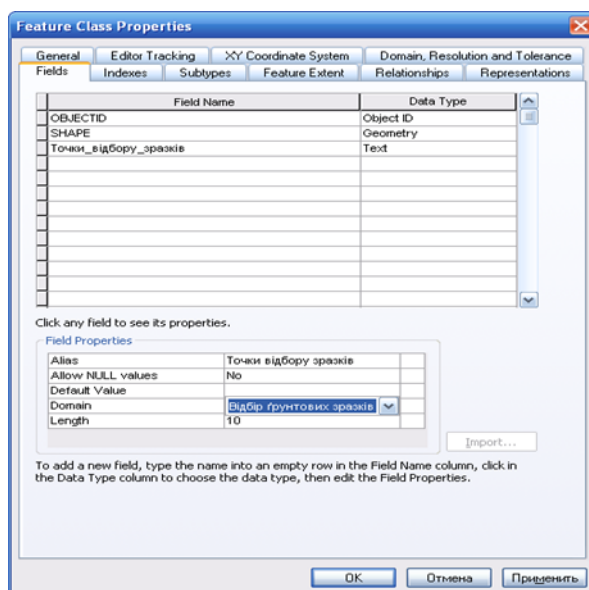 Feature Class Properties
General Editor Tracking XY Coordinate System Domain, Resolution and Tolerance
Fields Indexes Subtypes Feature Extent Relationships Representations
Field Name Data Type
OBJECTID Object ID
SHAPE Geometry
Точки_відбору_зразків Text
Click any field to see its properties.
Field Properties
Alias Точки відбору зразків
Allow NULL values No
Default Value
Domain Відбір ґрунтових зразків
Length 10
Import...
To add a new field, type the name into an empty row in the Field Name column, click in
the Data Type column to choose the data type, then edit the Field Properties.
OK Отмена Применить